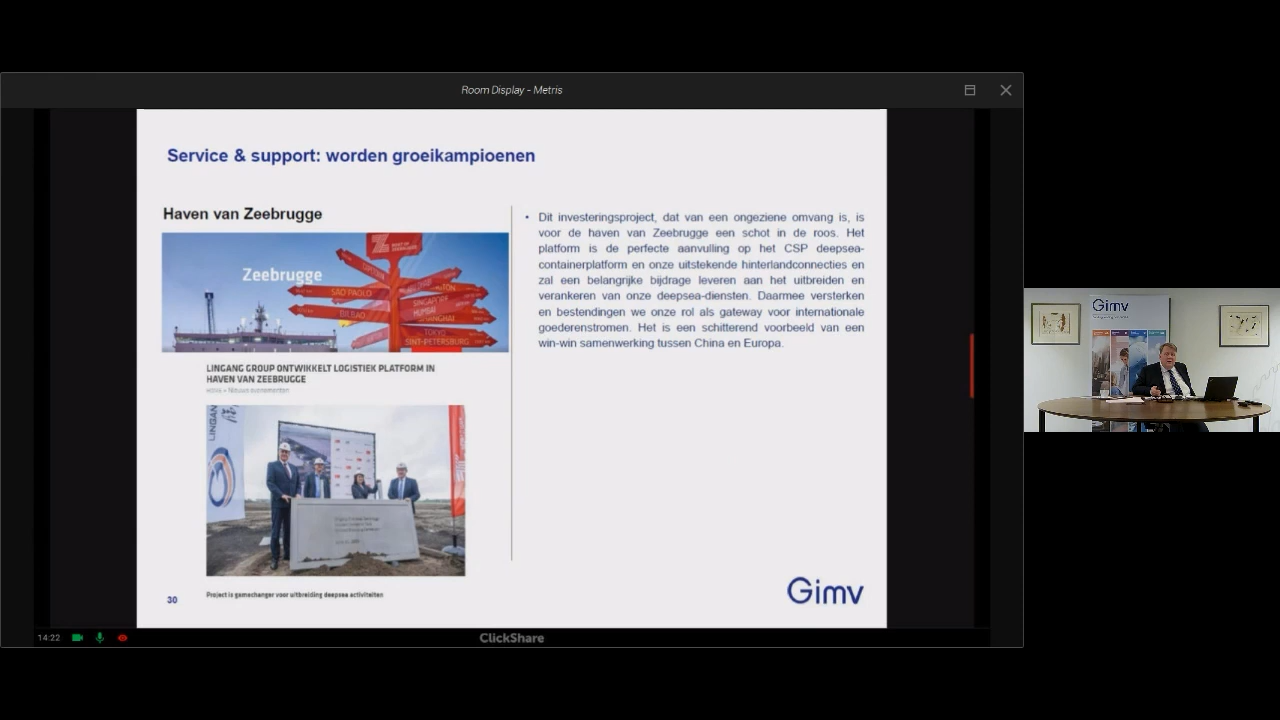 Room Display - Metris
Service & support: worden groeikampioenen
Haven van Zeebrugge
Zeebrugge
SAO PAOLO
BILBAO
SINGAPORE
MUMBAI
SHANGHAI
TOKYO
SINT-PETERSBURG
LINGANG GROUP ONTWIKKELT LOGISTIEK PLATFORM IN
HAVEN VAN ZEEBRUGGE
LINGAN
Project is gamechanger voor uitbreiding deepsea activiteiten
30
• Dit investeringsproject, dat van een ongeziene omvang is, is
voor de haven van Zeebrugge een schot in de roos. Het
platform is de perfecte aanvulling op het CSP deepsea-
containerplatform en onze uitstekende hinterlandconnecties en
zal een belangrijke bijdrage leveren aan het uitbreiden en
verankeren van onze deepsea-diensten. Daarmee versterken
en bestendingen we onze rol als gateway voor internationale
goederenstromen. Het is een schitterend voorbeeld van een
win-win samenwerking tussen China en Europa.
Gimv
14:22
ClickShare
Gimv